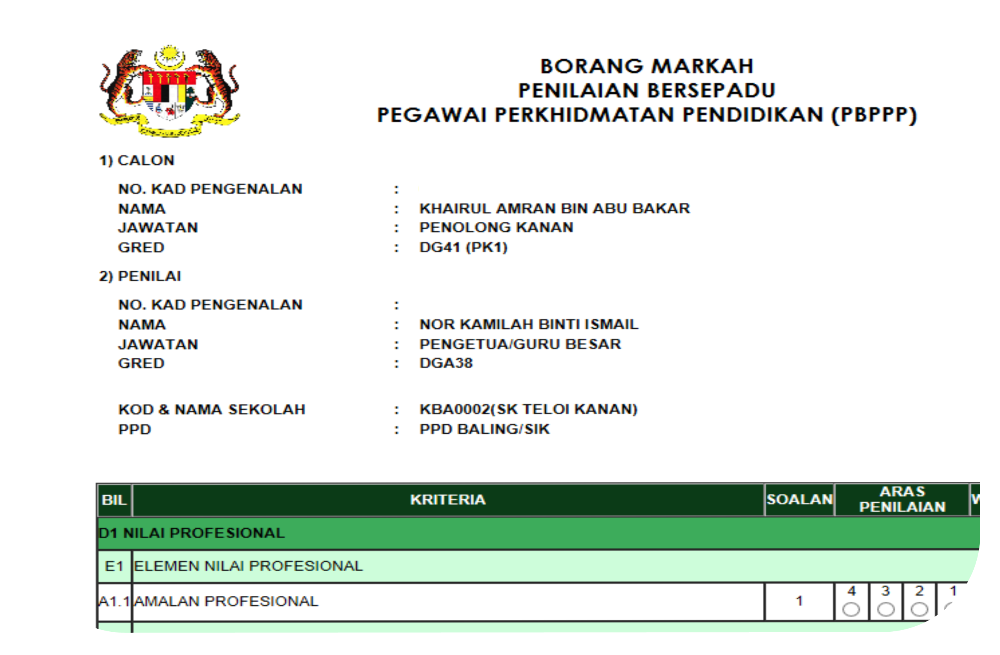 BORANG MARKAH
PENILAIAN BERSEPADU
PEGAWAI PERKHIDMATAN PENDIDIKAN (PBPPP)
1) CALON
NO. KAD PENGENALAN :
NAMA : KHAIRUL AMRAN BIN ABU BAKAR
JAWATAN : PENOLONG KANAN
GRED : DG41 (PK1)
2) PENILAI
NO. KAD PENGENALAN :
NAMA : NOR KAMILAH BINTI ISMAIL
JAWATAN : PENGETUA/GURU BESAR
GRED : DGA38
KOD & NAMA SEKOLAH : KBA0002(SK TELOI KANAN)
PPD : PPD BALING/SIK
BIL KRITERIA SOALAN ARAS PENILAIAN
D1 NILAI PROFESIONAL
E1 ELEMEN NILAI PROFESIONAL
A1.1 AMALAN PROFESIONAL 1 4 3 2 1